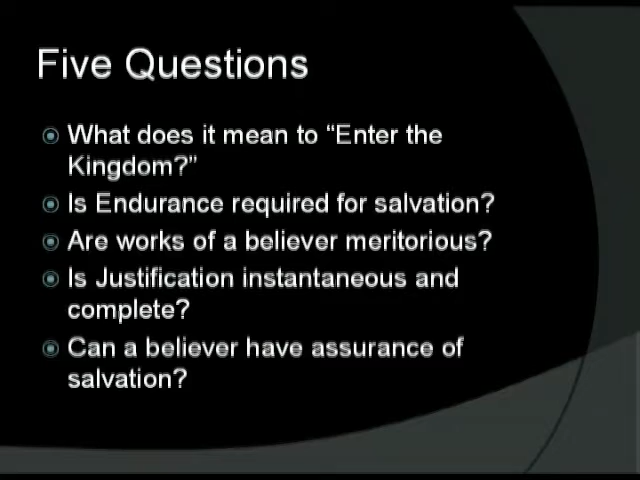 Five Questions
What does it mean to “Enter the
Kingdom?”
Is Endurance required for salvation?
Are works of a believer meritorious?
Is Justification instantaneous and
complete?
Can a believer have assurance of
salvation?